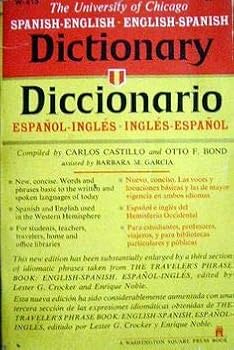 W-415
The University of Chicago
SPANISH-ENGLISH • ENGLISH-SPANISH
Dictionary
Diccionario
ESPAÑOL-INGLÉS • INGLÉS-ESPAÑOL
Compiled by CARLOS CASTILLO and OTTO F. BOND
assisted by BARBARA M. GARCIA
• New, concise. Words and
phrases basic to the written and
spoken languages of today
• Spanish and English used
in the Western Hemisphere
• For students, teachers,
travelers, home and
office libraries
• Nuevo, conciso. Las voces y
locuciones básicas y las de mayor
vigencia en ambos idiomas
• Español e inglés del
Hemisferio Occidental
• Para estudiantes, profesores,
viajeros, y para bibliotecas
particulares y públicas
This new edition has been substantially enlarged by a third section
of idiomatic phrases taken from THE TRAVELER'S PHRASE
BOOK: ENGLISH-SPANISH, ESPAÑOL-INGLÉS, edited by
Lester G. Crocker and Enrique Noble.
Esta nueva edición ha sido considerablemente aumentada con una
tercera sección de las expresiones idiomáticas obtenidas de THE
TRAVELER'S PHRASE BOOK: ENGLISH-SPANISH, ESPAÑOL-
INGLÉS, editado por Lester G. Crocker y Enrique Noble.
A WASHINGTON SQUARE PRESS BOOK